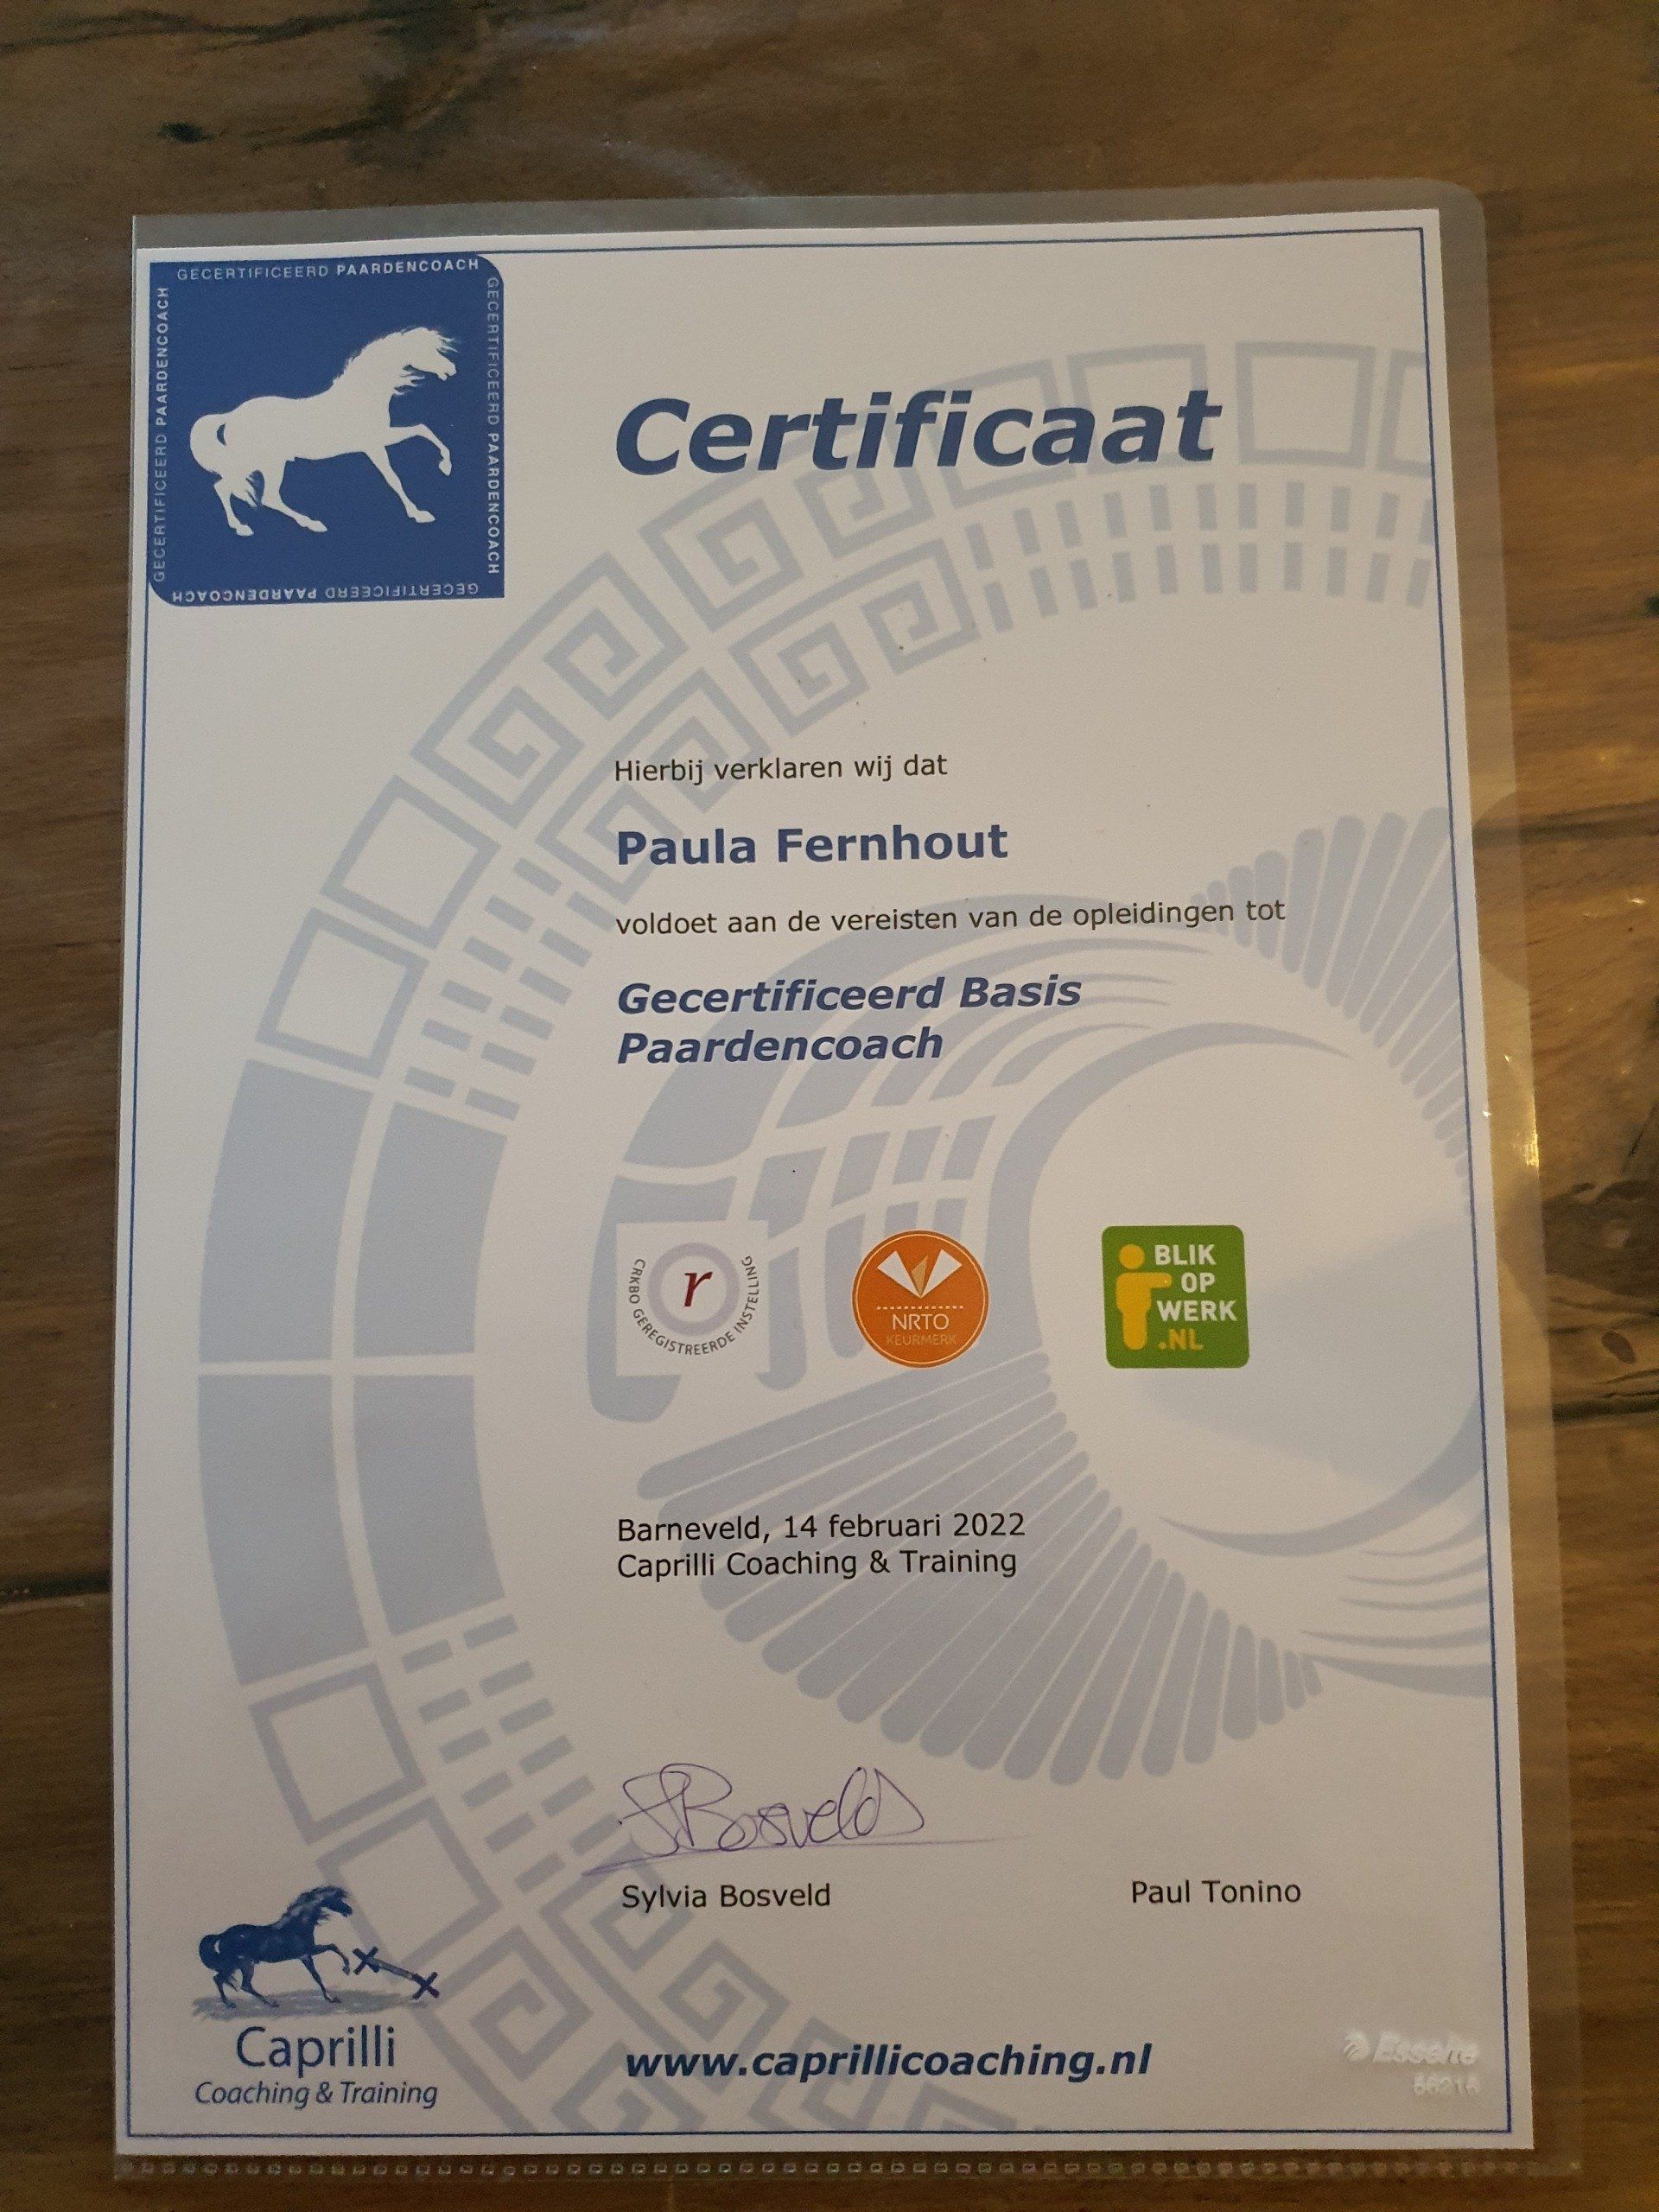 GECERTIFICEERD PAARDENCOACH
GECERTIFICEERD PAARDENCOACH
GECERTIFICEERD PAARDENCOACH
GECERTIFICEERD PAARDENCOACH
Certificaat
Hierbij verklaren wij dat
Paula Fernhout
voldoet aan de vereisten van de opleidingen tot
Gecertificeerd Basis
Paardencoach
r
CRKBO GEREGISTREERDE INSTELLING
NRTO
KEURMERK
BLIK
OP
WERK
.NL
Barneveld, 14 februari 2022
Caprilli Coaching & Training
SBosveld
Sylvia Bosveld
Paul Tonino
Caprilli
Coaching & Training
www.caprillicoaching.nl
Esselte